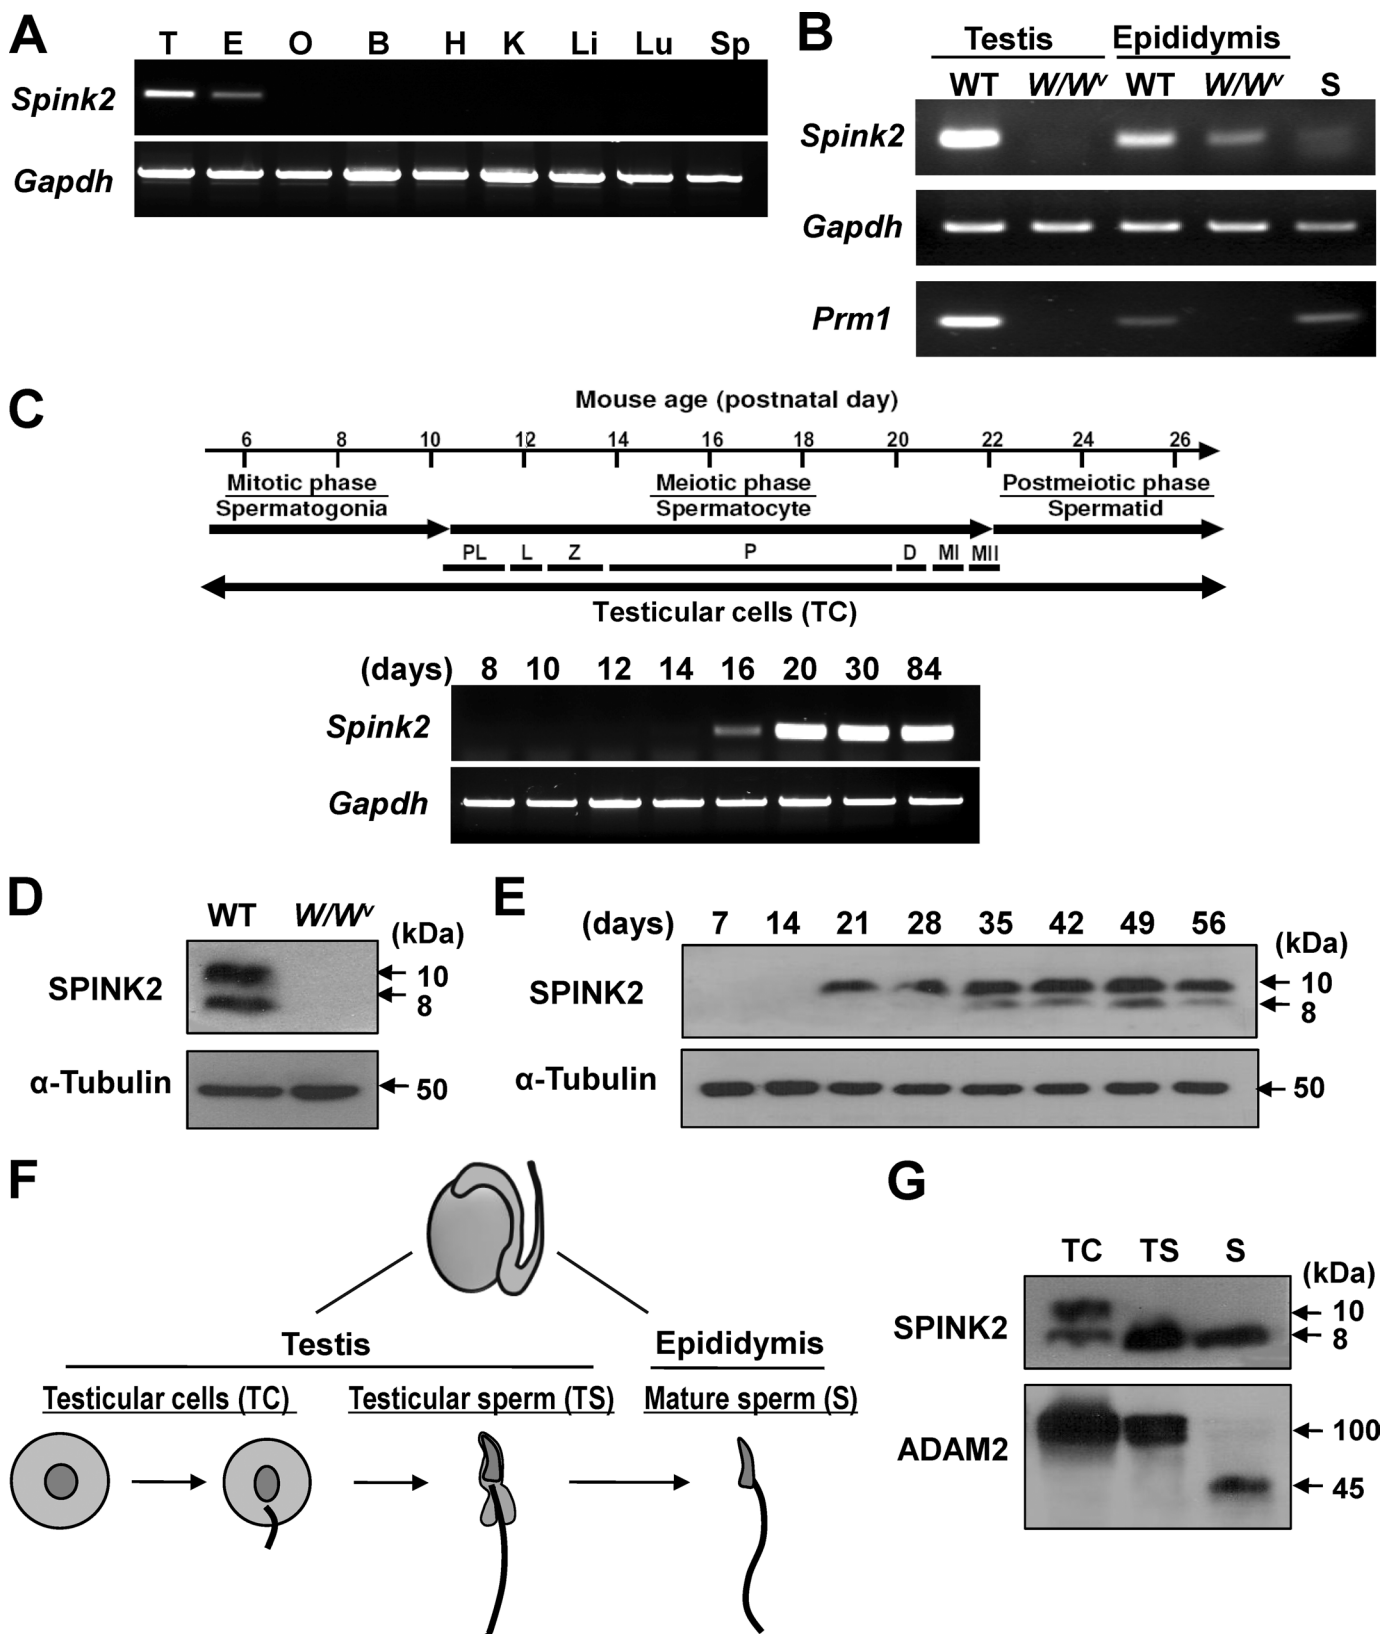 A
T E O B H K Li Lu Sp
Spink2
Gapdh
B
Testis Epididymis
WT W/Wᵛ WT W/Wᵛ S
Spink2
Gapdh
Prm1
C
Mouse age (postnatal day)
6 8 10 12 14 16 18 20 22 24 26
Mitotic phase Meiotic phase Postmeiotic phase
Spermatogonia Spermatocyte Spermatid
PL L Z P D MI MII
Testicular cells (TC)
(days) 8 10 12 14 16 20 30 84
Spink2
Gapdh
D
WT W/Wᵛ
(kDa)
SPINK2
10
8
α-Tubulin
50
E
(days) 7 14 21 28 35 42 49 56
(kDa)
SPINK2
10
8
α-Tubulin
50
F
Testis Epididymis
Testicular cells (TC) Testicular sperm (TS) Mature sperm (S)
G
TC TS S
(kDa)
SPINK2
10
8
ADAM2
100
45